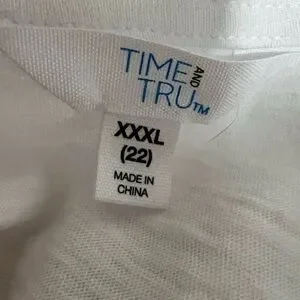 TIME AND
TRU™
XXXL
(22)
MADE IN
CHINA